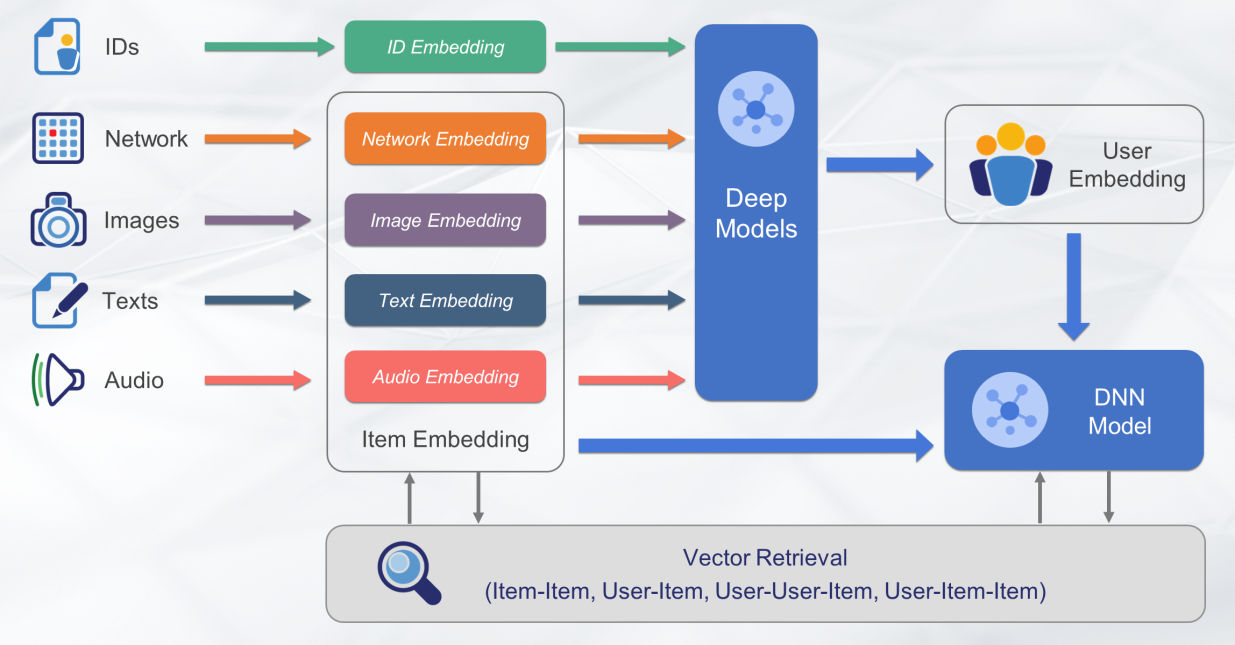 IDs
ID Embedding
Network
Network Embedding
Images
Image Embedding
Texts
Text Embedding
Audio
Audio Embedding
Item Embedding
Deep
Models
User
Embedding
DNN
Model
Vector Retrieval
(Item-Item, User-Item, User-User-Item, User-Item-Item)